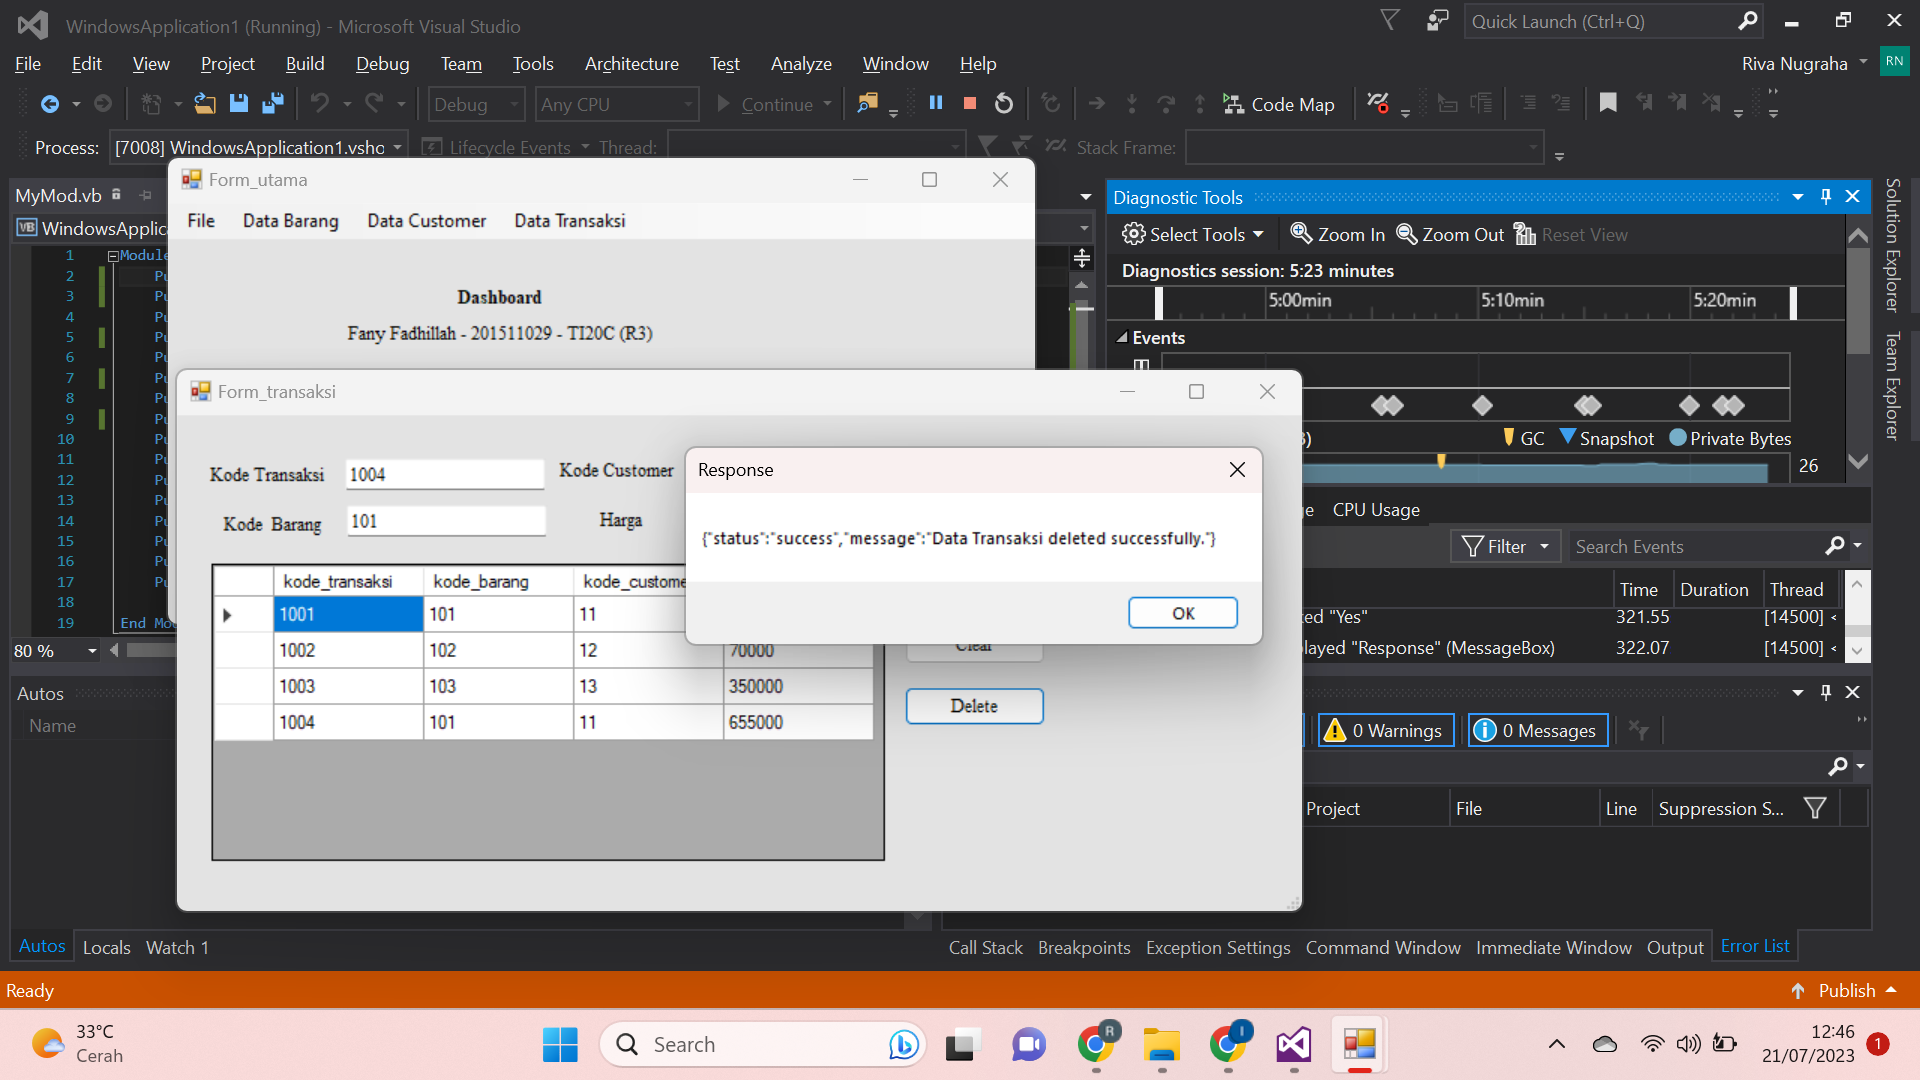 WindowsApplication1 (Running) - Microsoft Visual Studio
Quick Launch (Ctrl+Q)
File Edit View Project Build Debug Team Tools Architecture Test Analyze Window Help
Riva Nugraha RN
Debug Any CPU Continue Code Map
Process: [7008] WindowsApplication1.vsho Lifecycle Events Thread: Stack Frame:
MyMod.vb
VB WindowsApplic
1 Module
2 Pu
3 Pu
4 Pu
5 Pu
6 Pu
7 Pu
8 Pu
9 Pu
10 Pu
11 Pu
12 Pu
13 Pu
14 Pu
15 Pu
16 Pu
17 Pu
18
19 End Mo
80 %
Form_utama
File Data Barang Data Customer Data Transaksi
Dashboard
Fany Fadhillah - 201511029 - TI20C (R3)
Form_transaksi
Kode Transaksi 1004 Kode Customer
Kode Barang 101 Harga
kode_transaksi kode_barang kode_custome
1001 101 11
1002 102 12 70000
1003 103 13 350000
1004 101 11 655000
Clear
Delete
Response
{"status":"success","message":"Data Transaksi deleted successfully."}
OK
Diagnostic Tools
Select Tools Zoom In Zoom Out Reset View
Diagnostics session: 5:23 minutes
5:00min 5:10min 5:20min
Events
GC Snapshot Private Bytes
26
ge CPU Usage
Filter Search Events
Time Duration Thread
ted "Yes" 321.55 [14500] <
layed "Response" (MessageBox) 322.07 [14500] <
0 Warnings 0 Messages
Project File Line Suppression S...
Solution Explorer
Team Explorer
Autos
Name
Autos Locals Watch 1
Call Stack Breakpoints Exception Settings Command Window Immediate Window Output Error List
Ready
Publish
33°C
Cerah
Search
R
I
12:46
21/07/2023
1